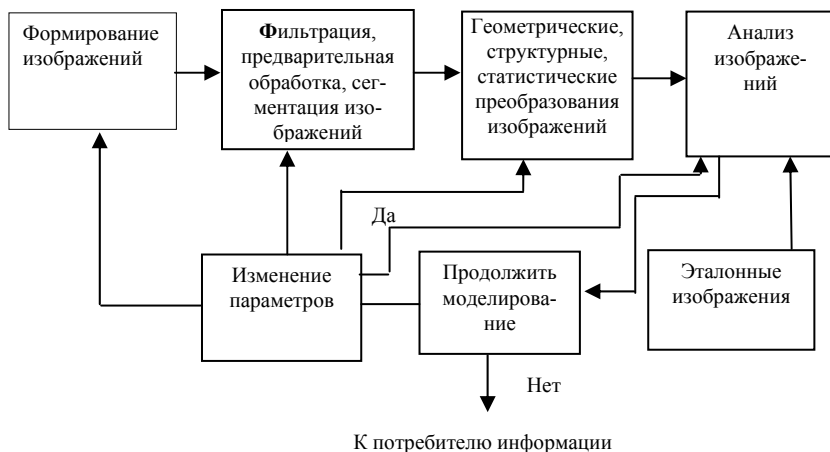 Формирование
изображений
Фильтрация,
предварительная
обработка, сег-
ментация изо-
бражений
Геометрические,
структурные,
статистические
преобразования
изображений
Анализ
изображе-
ний
Да
Изменение
параметров
Продолжить
моделирова-
ние
Эталонные
изображения
Нет
К потребителю информации